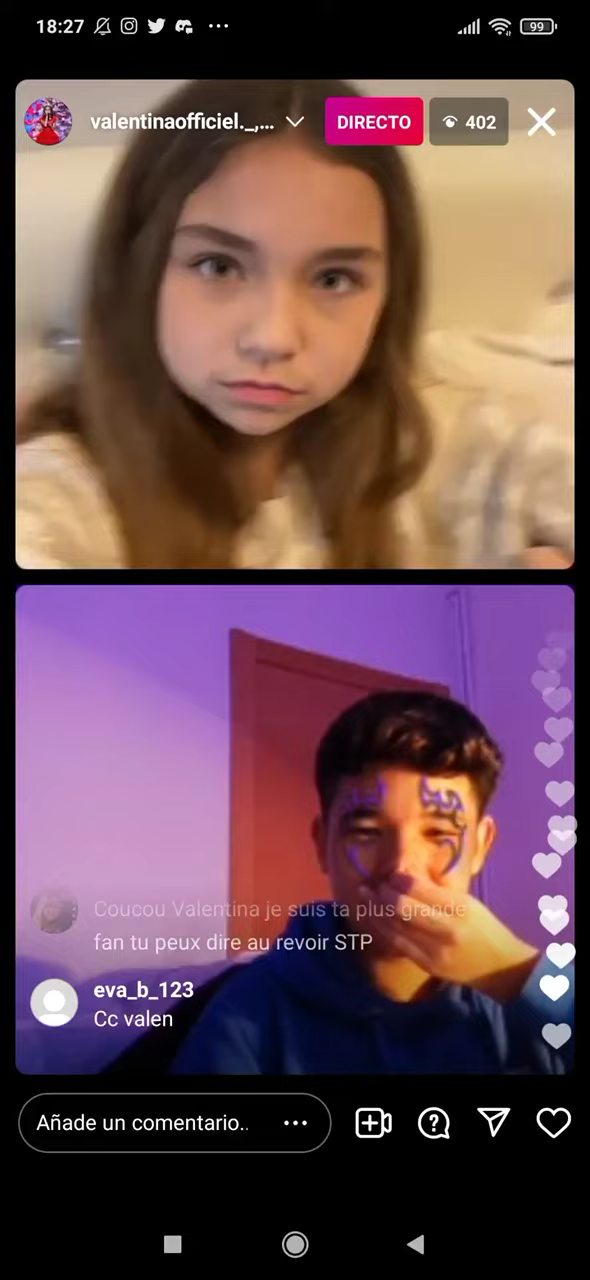 18:27
99
valentinaofficiel._,...
DIRECTO
402
Coucou Valentina je suis ta plus grande
fan tu peux dire au revoir STP
eva_b_123
Cc valen
Añade un comentario..